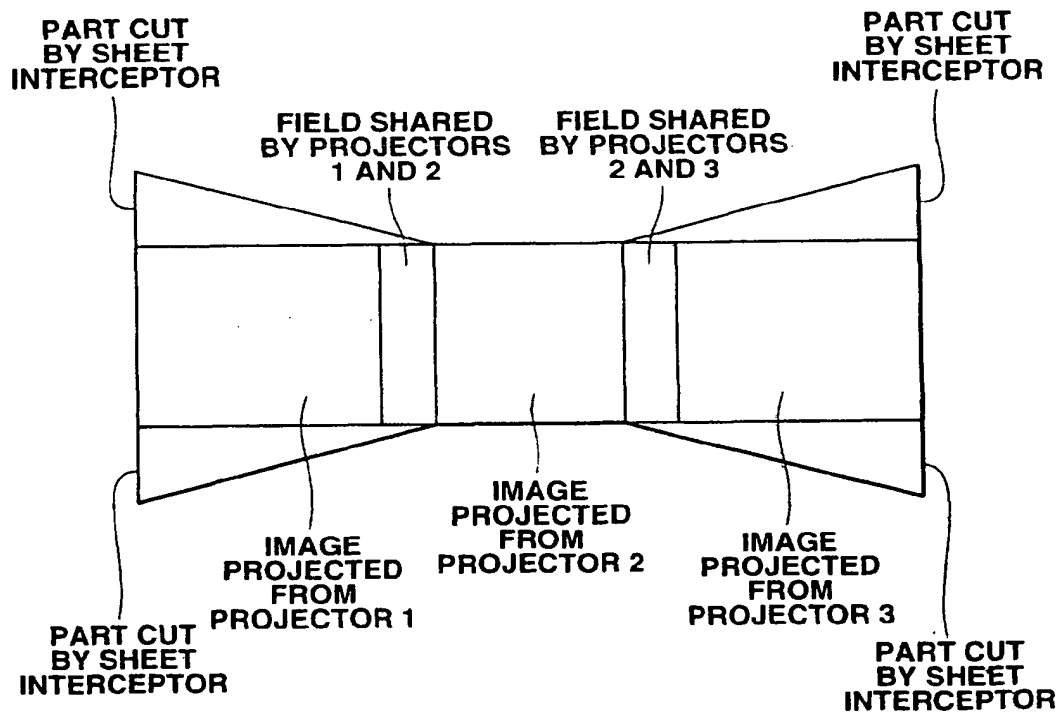 PART CUT
BY SHEET
INTERCEPTOR
PART CUT
BY SHEET
INTERCEPTOR
FIELD SHARED
BY PROJECTORS
1 AND 2
FIELD SHARED
BY PROJECTORS
2 AND 3
IMAGE
PROJECTED
FROM
PROJECTOR 1
IMAGE
PROJECTED
FROM
PROJECTOR 2
IMAGE
PROJECTED
FROM
PROJECTOR 3
PART CUT
BY SHEET
INTERCEPTOR
PART CUT
BY SHEET
INTERCEPTOR